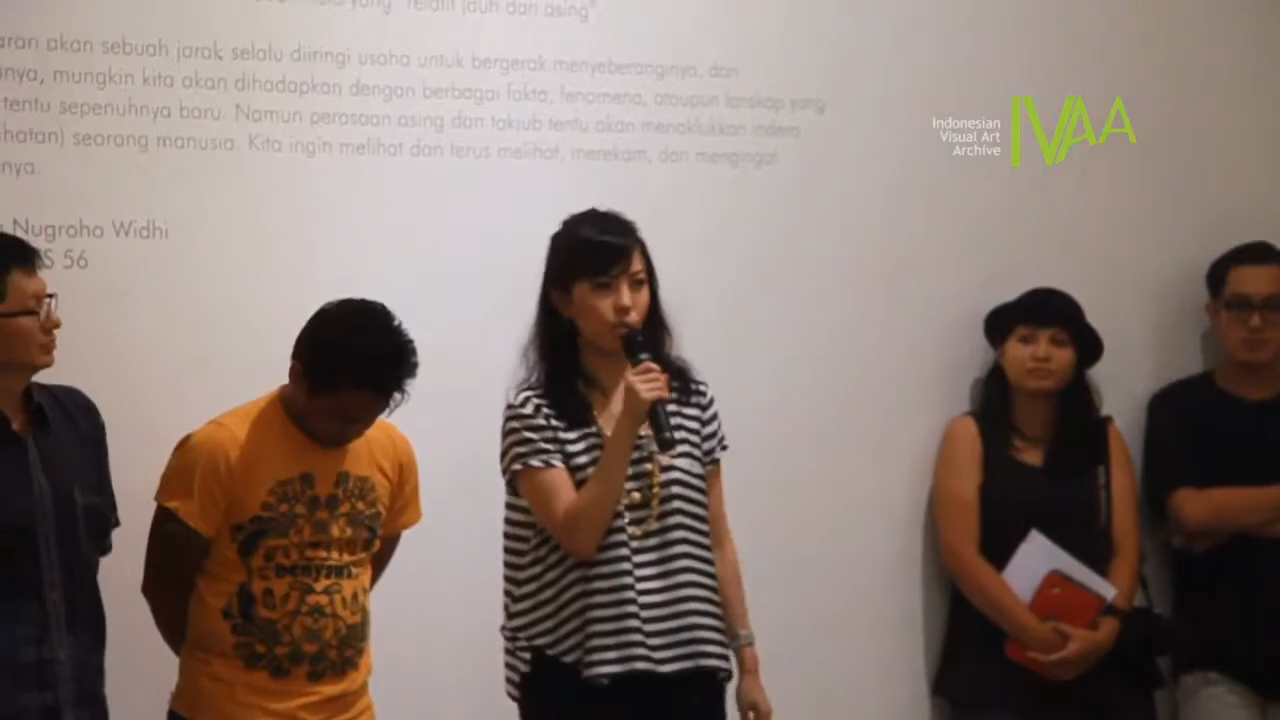 yang "relatif jauh dan asing"
aran akan sebuah jarak selalu diiringi usaha untuk bergerak menyeberanginya, dan
nya, mungkin kita akan dihadapkan dengan berbagai fakta, fenomena, ataupun lanskap yang
tentu sepenuhnya baru. Namun perasaan asing dan takjub tentu akan menaklukkan indera
hatan) seorang manusia. Kita ingin melihat dan terus melihat, merekam, dan mengingat
nya.
Nugroho Widhi
S 56
Indonesian
Visual Art
Archive
IVAA